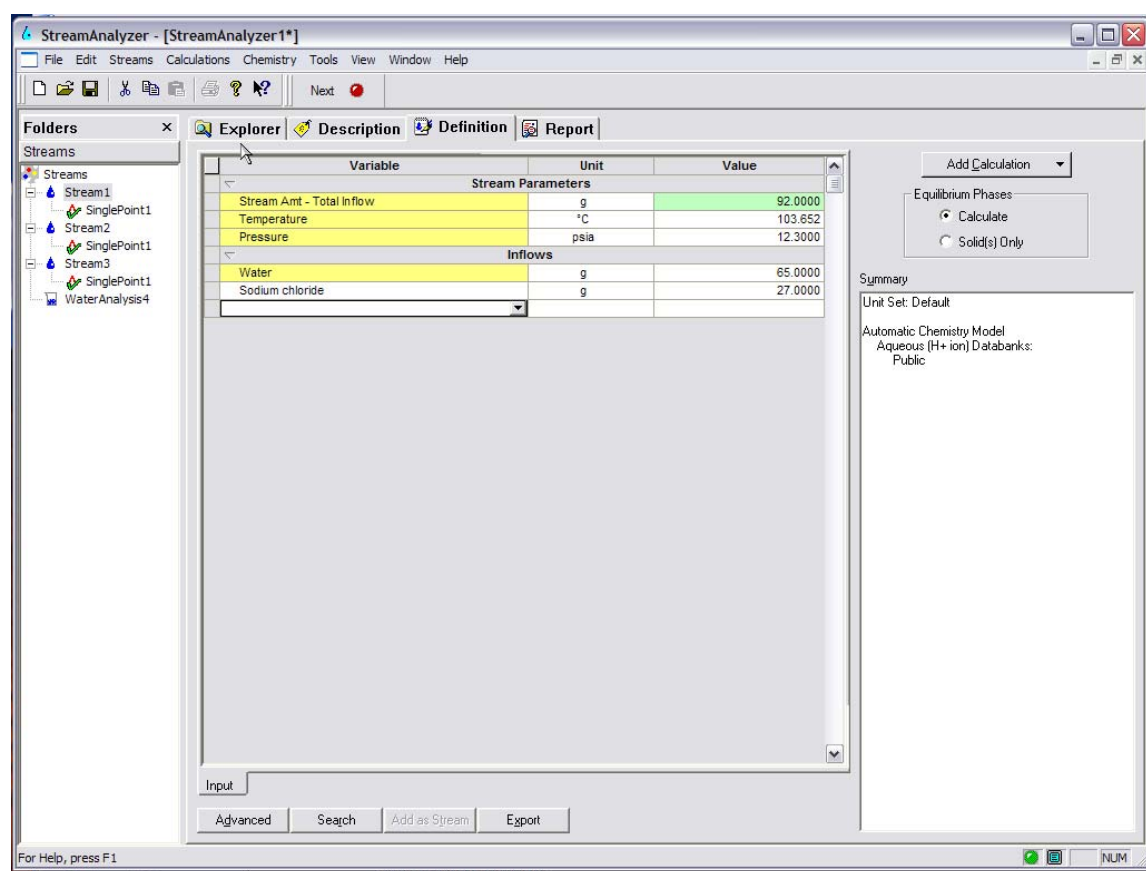 StreamAnalyzer - [StreamAnalyzer1*]
File Edit Streams Calculations Chemistry Tools View Window Help
Next
Folders ×
Streams
Streams
Stream1
SinglePoint1
Stream2
SinglePoint1
Stream3
SinglePoint1
WaterAnalysis4
Explorer Description Definition Report
Variable Unit Value
Stream Parameters
Stream Amt - Total Inflow g 92.0000
Temperature °C 103.652
Pressure psia 12.3000
Inflows
Water g 65.0000
Sodium chloride g 27.0000
Input
Advanced Search Add as Stream Export
Add Calculation
Equilibrium Phases
Calculate
Solid(s) Only
Summary
Unit Set: Default
Automatic Chemistry Model
Aqueous (H+ ion) Databanks:
Public
For Help, press F1
NUM